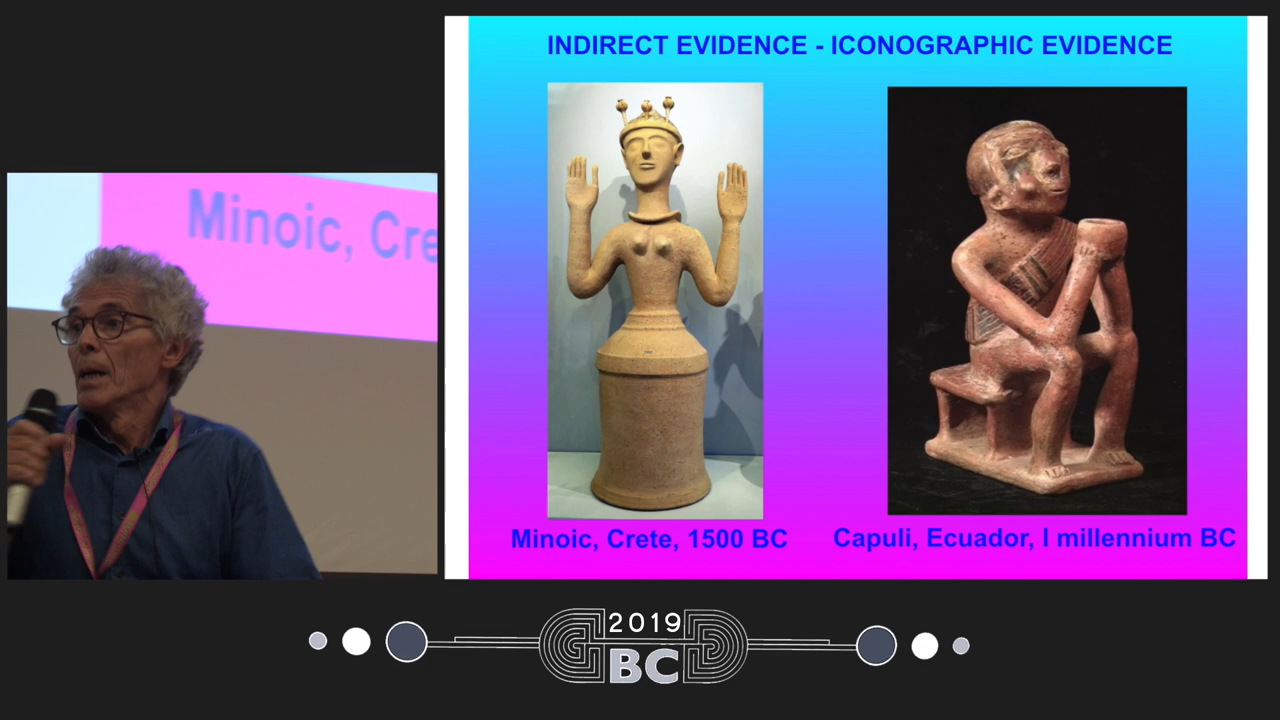 INDIRECT EVIDENCE - ICONOGRAPHIC EVIDENCE
Minoic, Cre
Minoic, Crete, 1500 BC
Capuli, Ecuador, I millennium BC
2019
BC